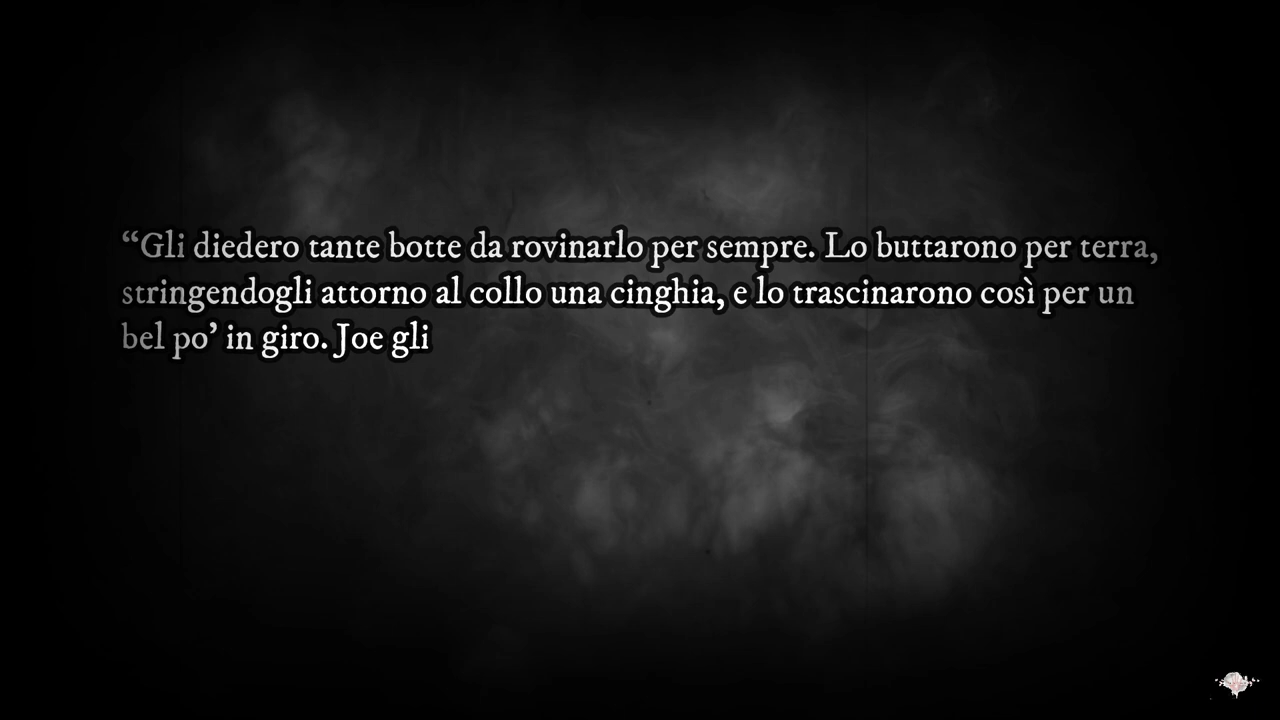 “Gli diedero tante botte da rovinarlo per sempre. Lo buttarono per terra,
stringendogli attorno al collo una cinghia, e lo trascinarono così per un
bel po’ in giro. Joe gli